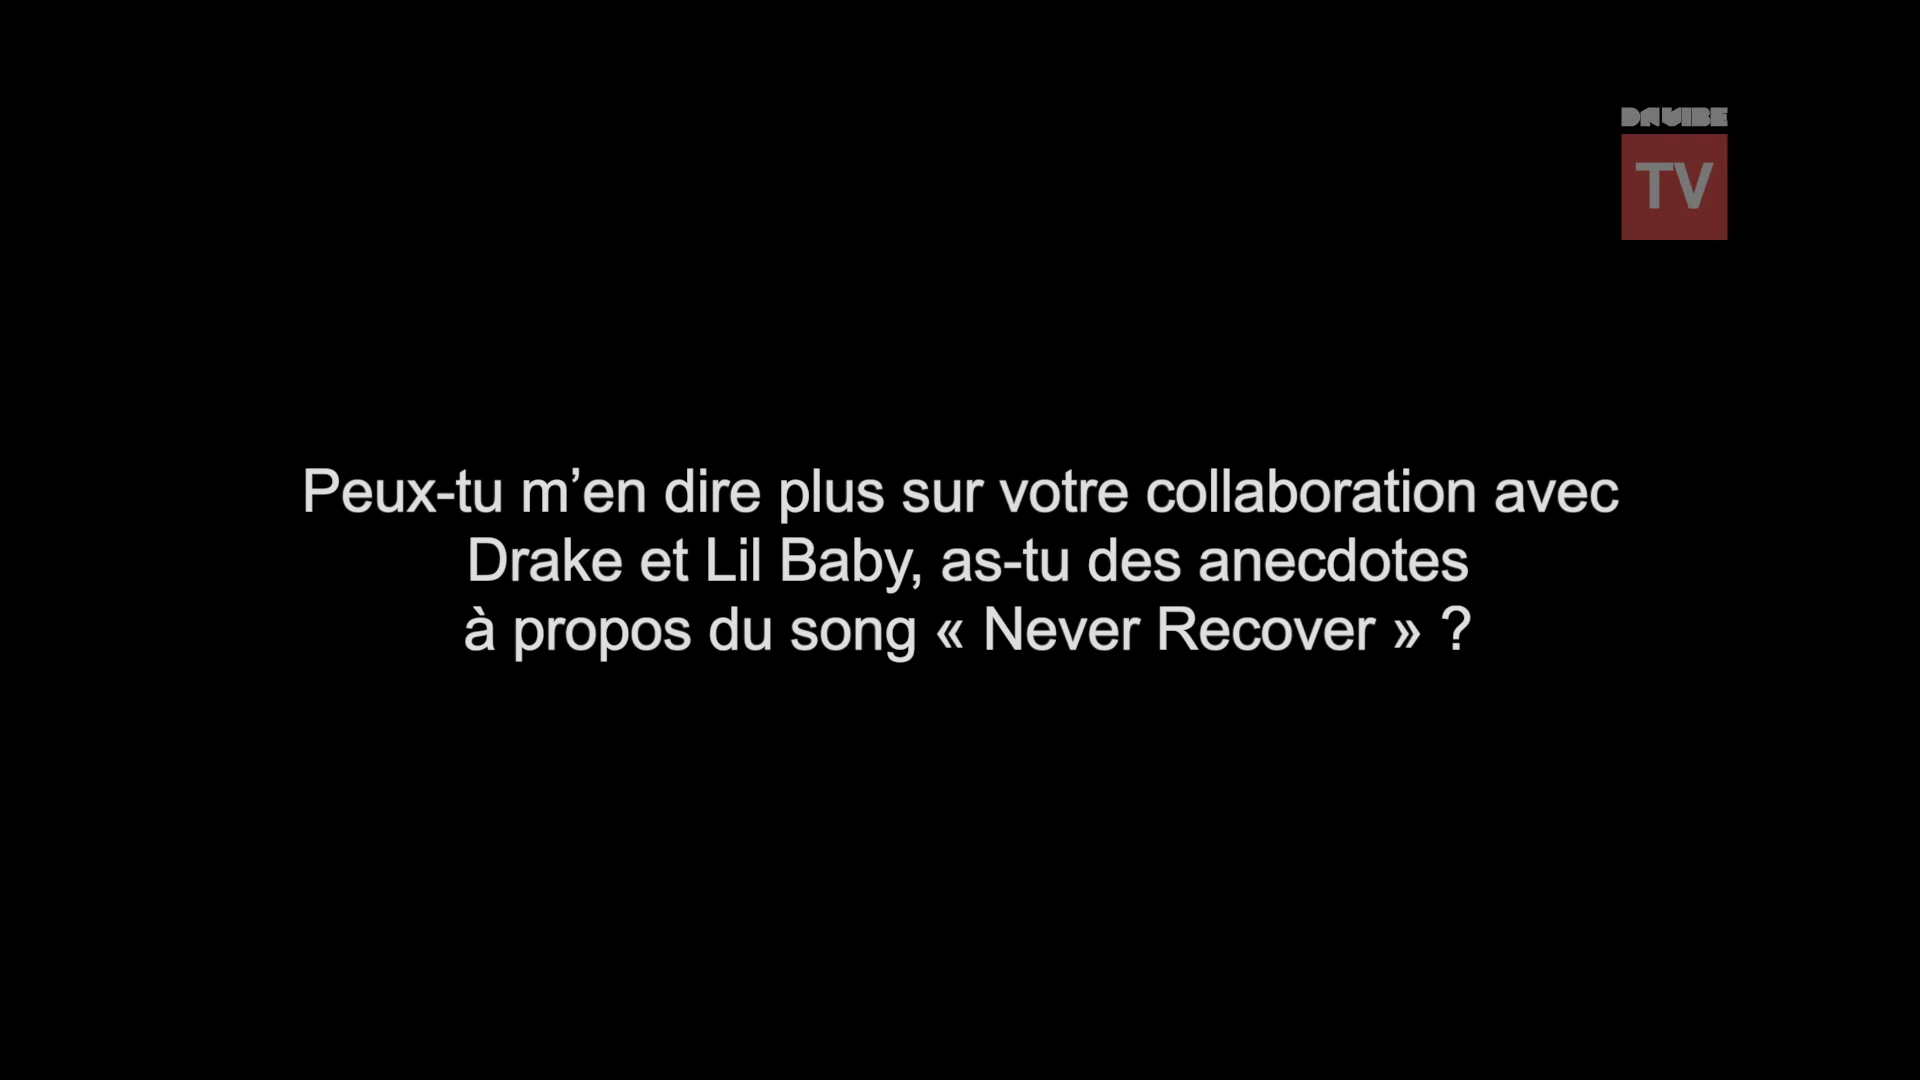 DAVIBE
TV
Peux-tu m’en dire plus sur votre collaboration avec
Drake et Lil Baby, as-tu des anecdotes
à propos du song « Never Recover » ?